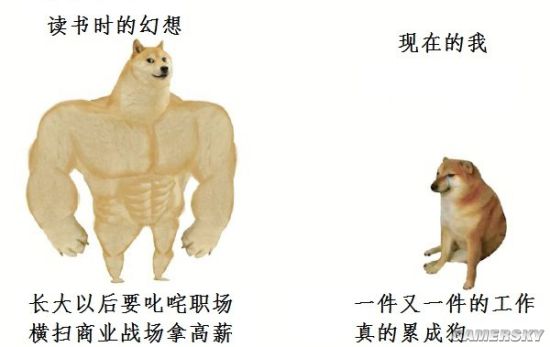 读书时的幻想
现在的我
长大以后要叱咤职场
横扫商业战场拿高薪
一件又一件的工作
真的累成狗
GAMERSKY